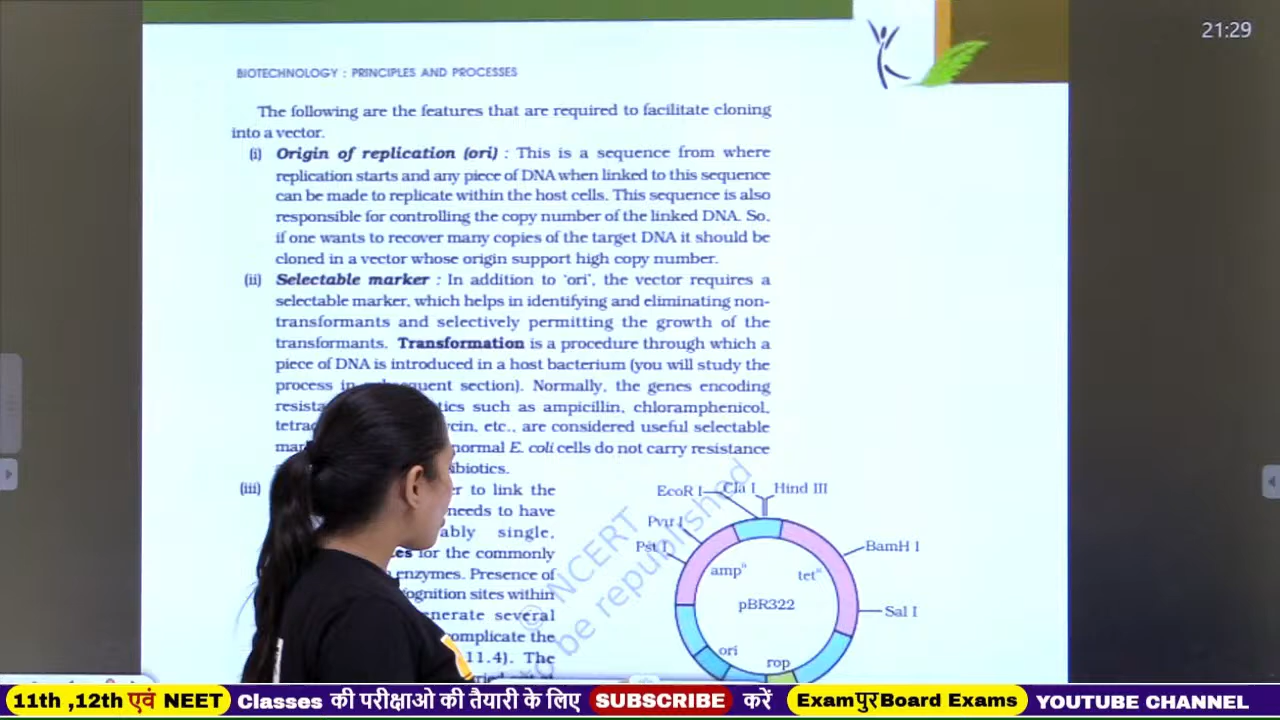 21:29
BIOTECHNOLOGY : PRINCIPLES AND PROCESSES
The following are the features that are required to facilitate cloning
into a vector.
(i) Origin of replication (ori) : This is a sequence from where
replication starts and any piece of DNA when linked to this sequence
can be made to replicate within the host cells. This sequence is also
responsible for controlling the copy number of the linked DNA. So,
if one wants to recover many copies of the target DNA it should be
cloned in a vector whose origin support high copy number.
(ii) Selectable marker : In addition to 'ori', the vector requires a
selectable marker, which helps in identifying and eliminating non-
transformants and selectively permitting the growth of the
transformants. Transformation is a procedure through which a
piece of DNA is introduced in a host bacterium (you will study the
process in section). Normally, the genes encoding
such as ampicillin, chloramphenicol,
etc., are considered useful selectable
normal E. coli cells do not carry resistance
(iii) to link the
needs to have
single,
for the commonly
enzymes. Presence of
sites within
several
complicate the
11.4). The
EcoR I Cla I Hind III
Pvu I
Pst I
BamH I
ampR tetR
pBR322
Sal I
ori
rop
© NCERT
to be republished
11th ,12th एवं NEET Classes की परीक्षाओ की तैयारी के लिए SUBSCRIBE करें Examपुर Board Exams YOUTUBE CHANNEL